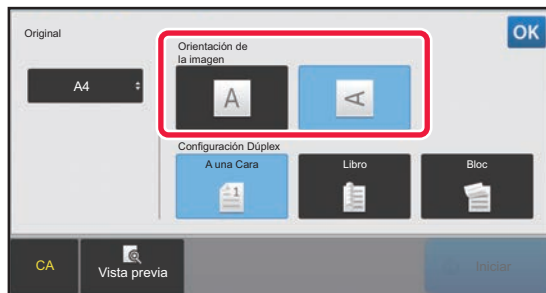 Original
OK
Orientación de
la imagen
A4
A
A
Configuración Dúplex
A una Cara
Libro
Bloc
1
CA
Vista previa
Iniciar